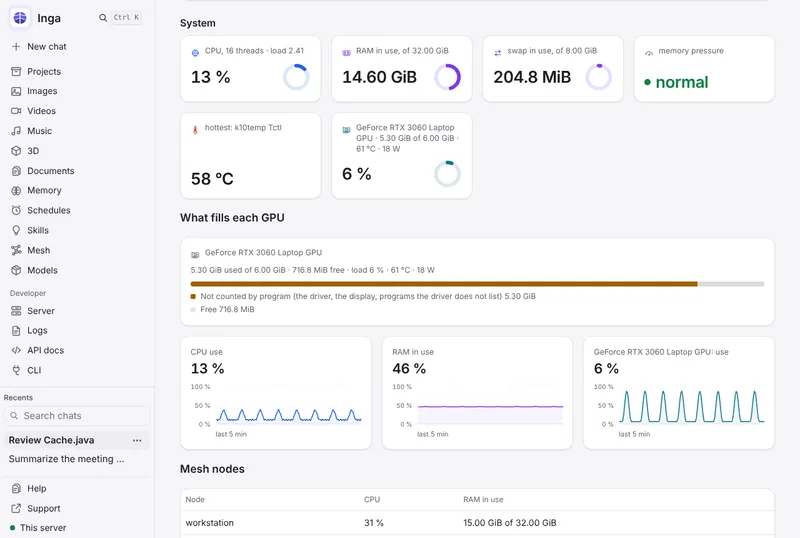 Inga
Ctrl K
New chat
Projects
Images
Videos
Music
3D
Documents
Memory
Schedules
Skills
Mesh
Models
Developer
Server
Logs
API docs
CLI
Recents
Search chats
Review Cache.java
Summarize the meeting ...
Help
Support
This server
System
CPU, 16 threads · load 2.41
13 %
RAM in use, of 32.00 GiB
14.60 GiB
swap in use, of 8.00 GiB
204.8 MiB
memory pressure
normal
hottest: k10temp Tctl
58 °C
GeForce RTX 3060 Laptop
GPU · 5.30 GiB of 6.00 GiB ·
61 °C · 18 W
6 %
What fills each GPU
GeForce RTX 3060 Laptop GPU
5.30 GiB used of 6.00 GiB · 716.8 MiB free · load 6 % · 61 °C · 18 W
Not counted by program (the driver, the display, programs the driver does not list) 5.30 GiB
Free 716.8 MiB
CPU use
13 %
100 %
50 %
0 %
last 5 min
RAM in use
46 %
100 %
50 %
0 %
last 5 min
GeForce RTX 3060 Laptop GPU: use
6 %
100 %
50 %
0 %
last 5 min
Mesh nodes
Node CPU RAM in use
workstation 31 % 15.00 GiB of 32.00 GiB